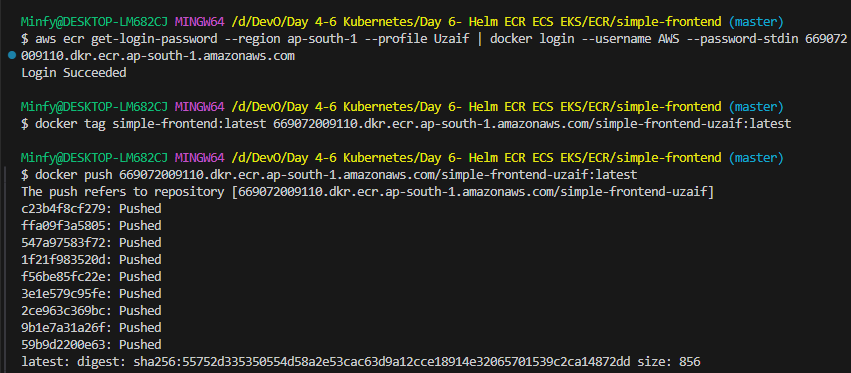 Minfy@DESKTOP-LM682CJ MINGW64 /d/DevO/Day 4-6 Kubernetes/Day 6- Helm ECR ECS EKS/ECR/simple-frontend (master)
$ aws ecr get-login-password --region ap-south-1 --profile Uzaif | docker login --username AWS --password-stdin 669072
009110.dkr.ecr.ap-south-1.amazonaws.com
Login Succeeded
Minfy@DESKTOP-LM682CJ MINGW64 /d/DevO/Day 4-6 Kubernetes/Day 6- Helm ECR ECS EKS/ECR/simple-frontend (master)
$ docker tag simple-frontend:latest 669072009110.dkr.ecr.ap-south-1.amazonaws.com/simple-frontend-uzaif:latest
Minfy@DESKTOP-LM682CJ MINGW64 /d/DevO/Day 4-6 Kubernetes/Day 6- Helm ECR ECS EKS/ECR/simple-frontend (master)
$ docker push 669072009110.dkr.ecr.ap-south-1.amazonaws.com/simple-frontend-uzaif:latest
The push refers to repository [669072009110.dkr.ecr.ap-south-1.amazonaws.com/simple-frontend-uzaif]
c23b4f8cf279: Pushed
ffa09f3a5805: Pushed
547a97583f72: Pushed
1f21f983520d: Pushed
f56be85fc22e: Pushed
3e1e579c95fe: Pushed
2ce963c369bc: Pushed
9b1e7a31a26f: Pushed
59b9d2200e63: Pushed
latest: digest: sha256:55752d335350554d58a2e53cac63d9a12cce18914e32065701539c2ca14872dd size: 856